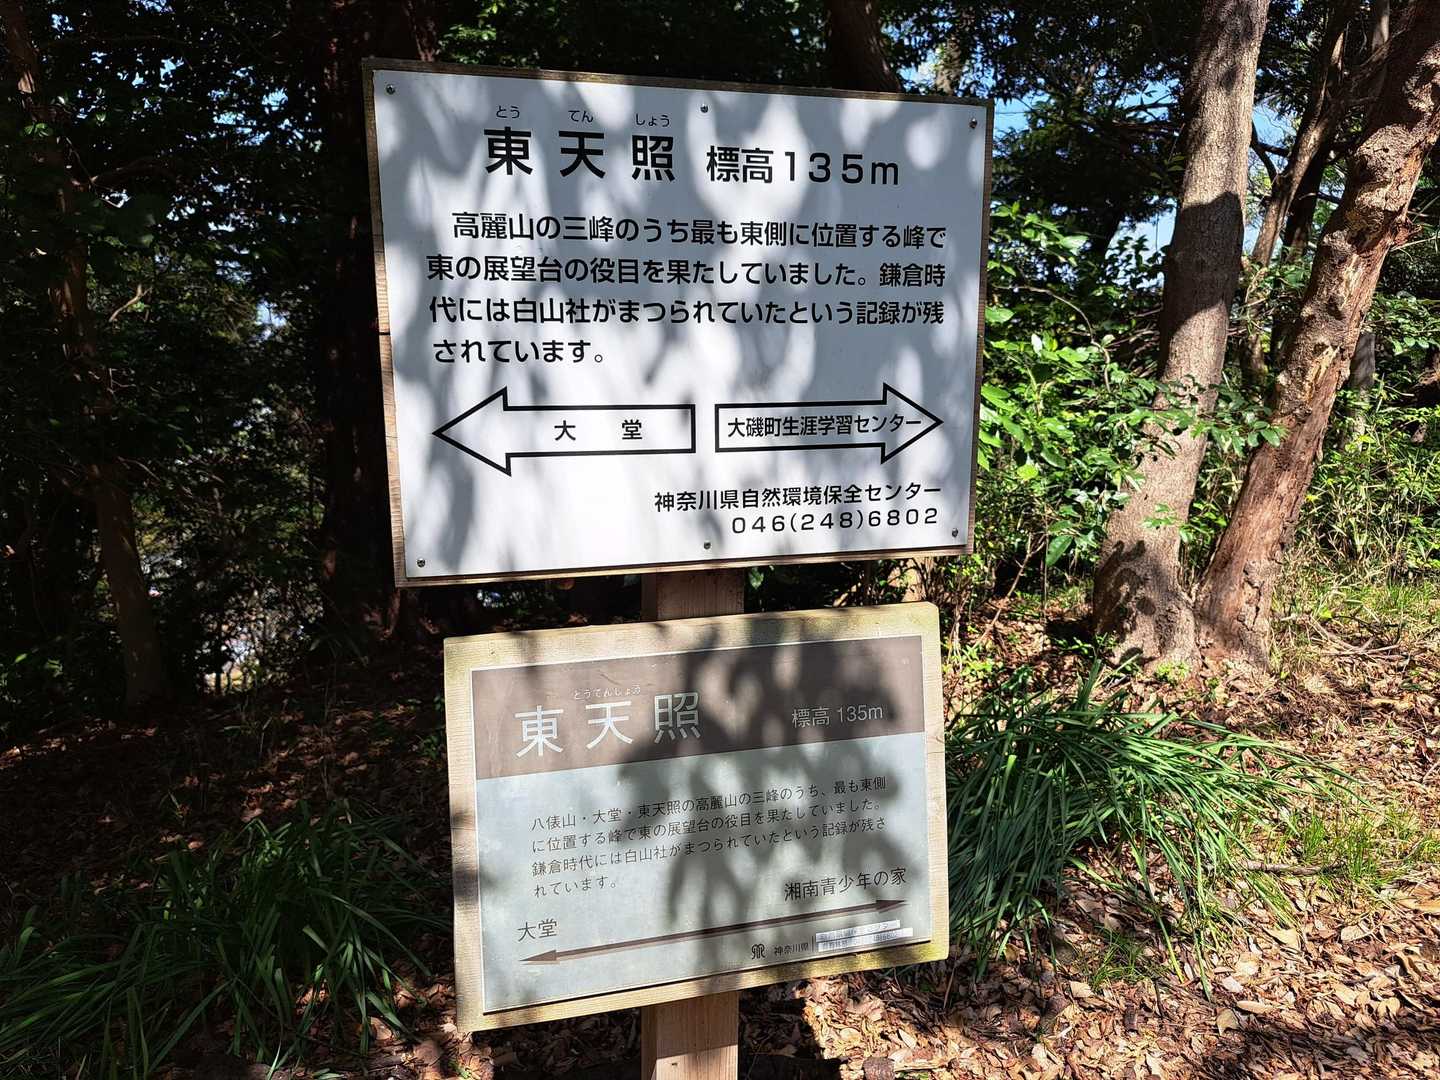 とう てん しょう
東天照 標高135m
高麗山の三峰のうち最も東側に位置する峰で
東の展望台の役目を果たしていました。鎌倉時
代には白山社がまつられていたという記録が残
されています。
大 堂
大磯町生涯学習センター
神奈川県自然環境保全センター
046(248)6802
とうてんしょう
東天照 標高 135m
八俵山・大堂・東天照の高麗山の三峰のうち、最も東側
に位置する峰で東の展望台の役目を果たしていました。
鎌倉時代には白山社がまつられていたという記録が残さ
れています。
湘南青少年の家
大堂
神奈川県